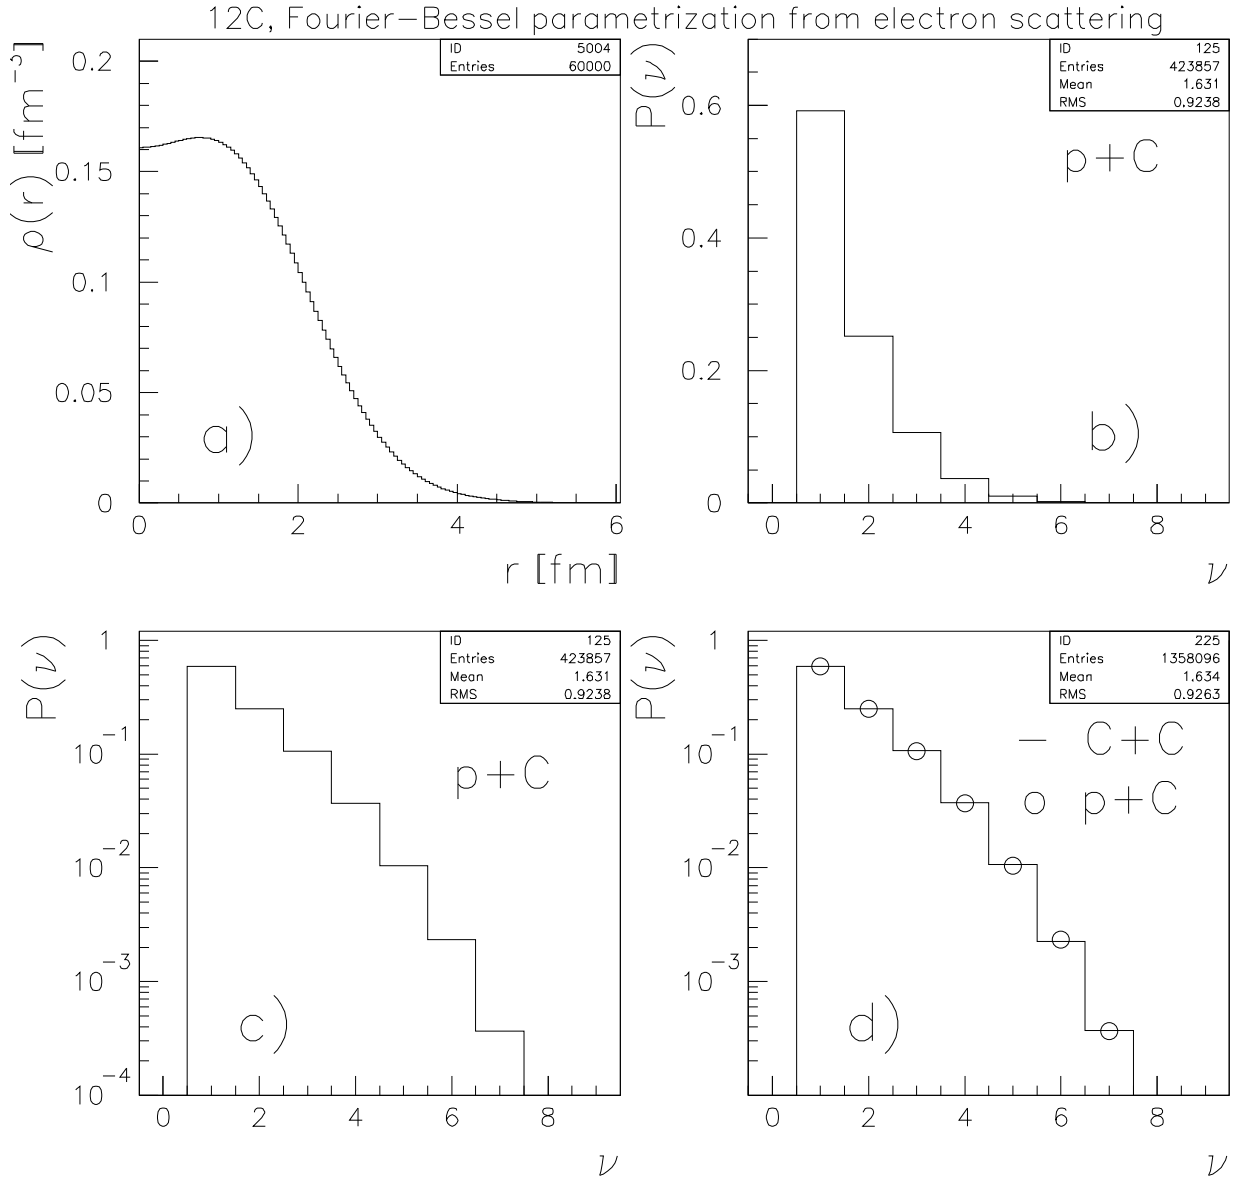 12C, Fourier−Bessel parametrization from electron scattering
ρ(r) [fm⁻³]
ID 5004
Entries 60000
0.2
0.15
0.1
0.05
0
a)
0 2 4 6
r [fm]
P(ν)
ID 125
Entries 423857
Mean 1.631
RMS 0.9238
p+C
0.6
0.4
0.2
0
b)
0 2 4 6 8
ν
P(ν)
ID 125
Entries 423857
Mean 1.631
RMS 0.9238
1
10⁻¹
p+C
10⁻²
10⁻³
c)
10⁻⁴
0 2 4 6 8
ν
P(ν)
ID 225
Entries 1358096
Mean 1.634
RMS 0.9263
1
− C+C
10⁻¹
o p+C
10⁻²
10⁻³
d)
0 2 4 6 8
ν